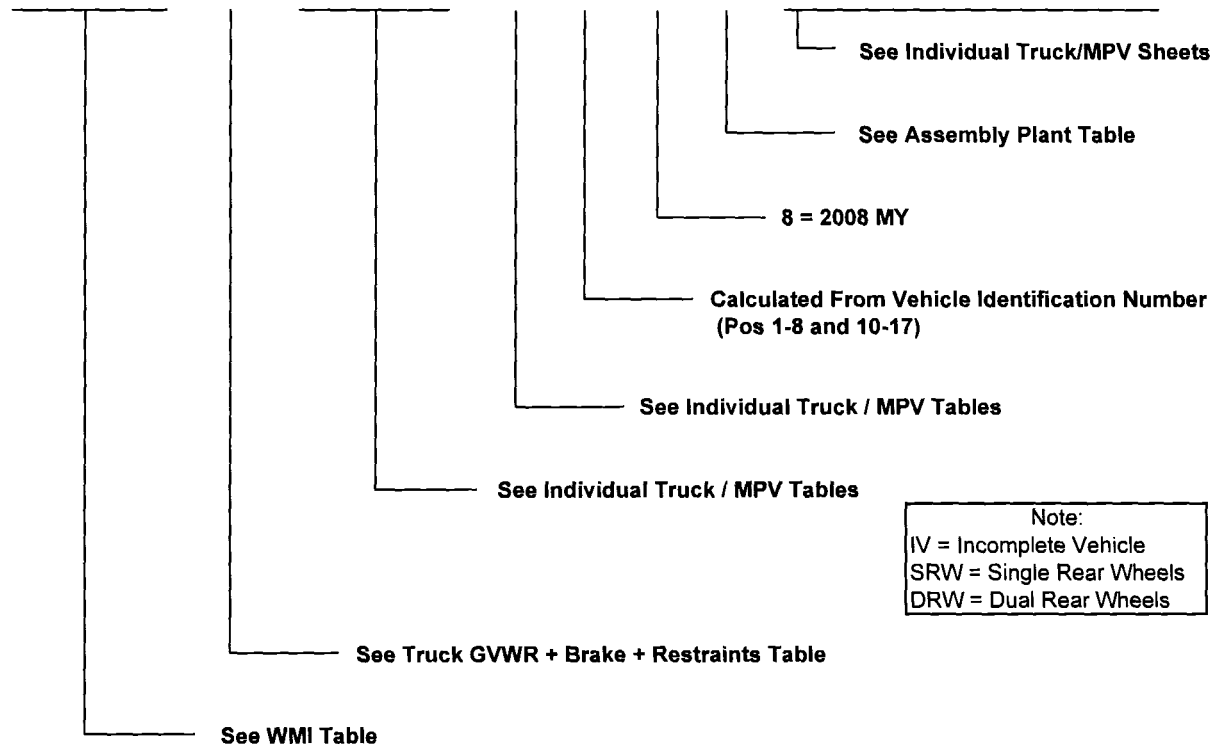 See Individual Truck/MPV Sheets
See Assembly Plant Table
8 = 2008 MY
Calculated From Vehicle Identification Number
(Pos 1-8 and 10-17)
See Individual Truck / MPV Tables
See Individual Truck / MPV Tables
Note:
IV = Incomplete Vehicle
SRW = Single Rear Wheels
DRW = Dual Rear Wheels
See Truck GVWR + Brake + Restraints Table
See WMI Table